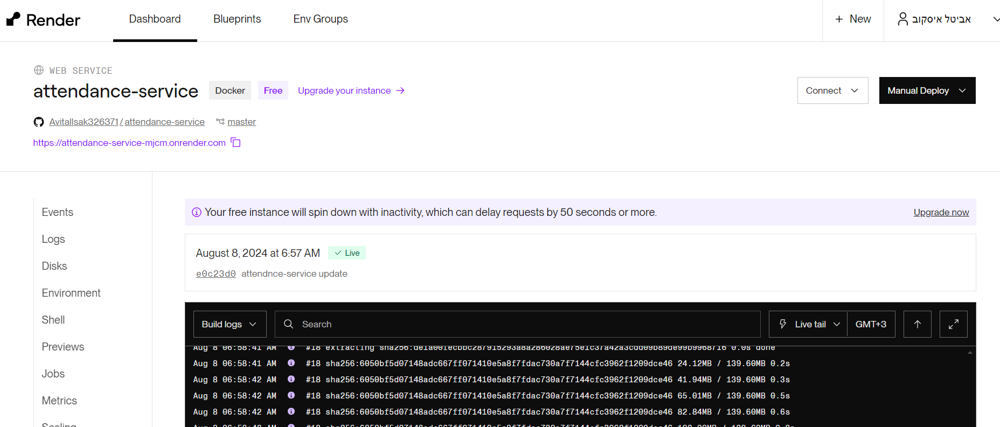 Render
Dashboard
Blueprints
Env Groups
+ New
אביטל איסקוב
WEB SERVICE
attendance-service
Docker
Free
Upgrade your instance →
Connect
Manual Deploy
AvitalIsak326371/attendance-service
master
https://attendance-service-mjcm.onrender.com
Events
Logs
Disks
Environment
Shell
Previews
Jobs
Metrics
Scaling
Your free instance will spin down with inactivity, which can delay requests by 50 seconds or more.
Upgrade now
August 8, 2024 at 6:57 AM
Live
e0c23d0 attendnce-service update
Build logs
Search
Live tail
GMT+3
Aug 8 06:58:41 AM #18 extracting 0.0s done
Aug 8 06:58:41 AM #18 sha256:6050bf5d07148adc667ff071410e5a8f7fdac730a7f7144cfc3962f1209dce46 24.12MB / 139.60MB 0.2s
Aug 8 06:58:42 AM #18 sha256:6050bf5d07148adc667ff071410e5a8f7fdac730a7f7144cfc3962f1209dce46 41.94MB / 139.60MB 0.3s
Aug 8 06:58:42 AM #18 sha256:6050bf5d07148adc667ff071410e5a8f7fdac730a7f7144cfc3962f1209dce46 65.01MB / 139.60MB 0.5s
Aug 8 06:58:42 AM #18 sha256:6050bf5d07148adc667ff071410e5a8f7fdac730a7f7144cfc3962f1209dce46 82.84MB / 139.60MB 0.6s